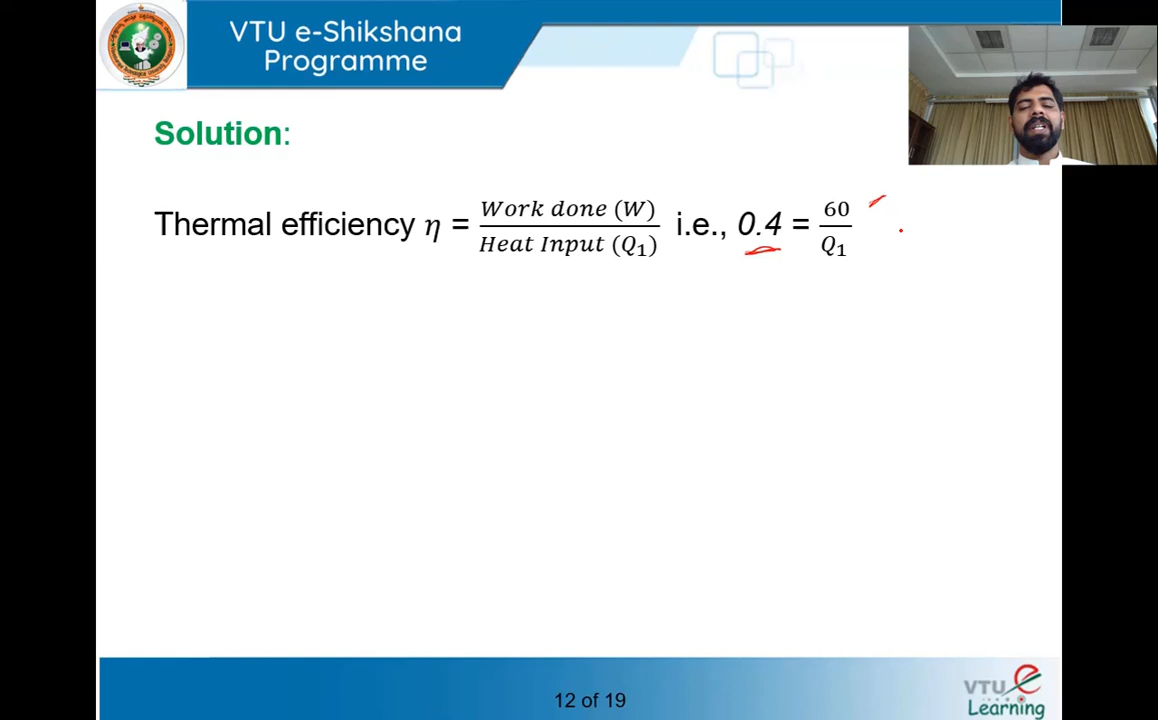 VTU e-Shikshana
Programme
Solution:
Thermal efficiency η = Work done (W) / Heat Input (Q₁) i.e., 0.4 = 60 / Q₁
12 of 19
VTU e
Learning